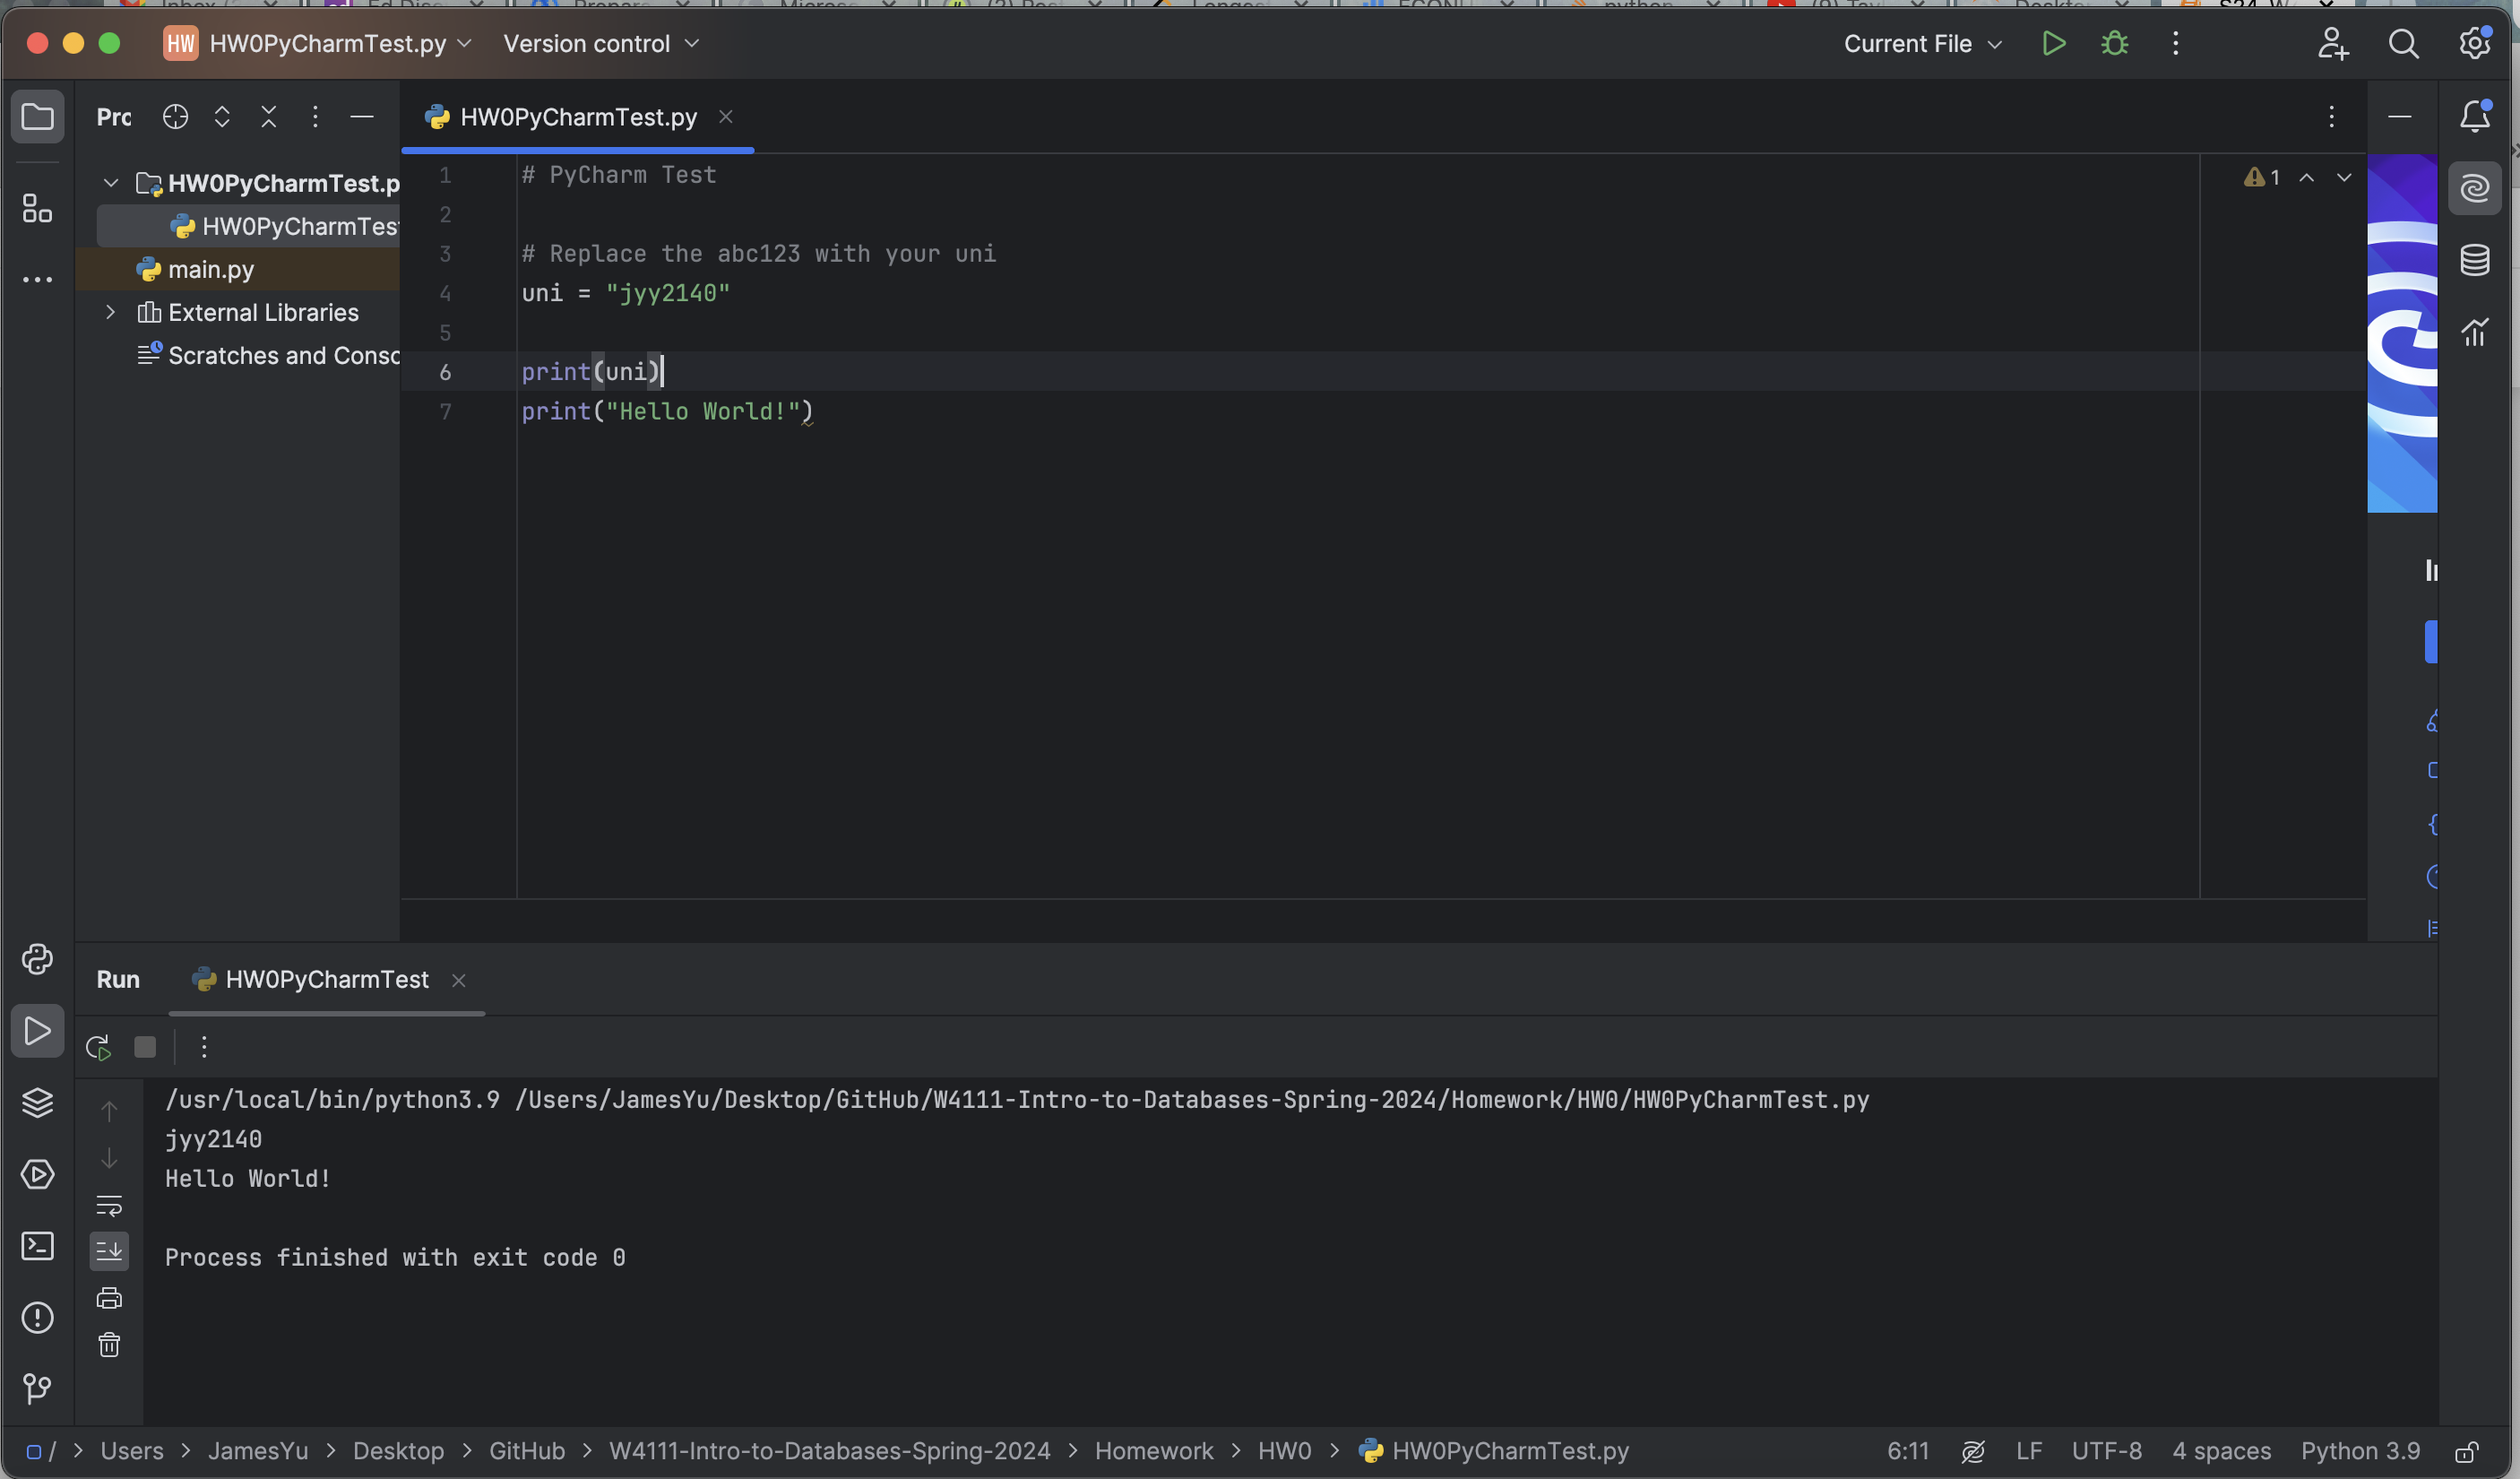 HW HW0PyCharmTest.py Version control Current File
Pro HW0PyCharmTest.py
HW0PyCharmTest.p
HW0PyCharmTest
main.py
External Libraries
Scratches and Conso
1 # PyCharm Test
2
3 # Replace the abc123 with your uni
4 uni = "jyy2140"
5
6 print(uni)
7 print("Hello World!")
1
Run HW0PyCharmTest
/usr/local/bin/python3.9 /Users/JamesYu/Desktop/GitHub/W4111-Intro-to-Databases-Spring-2024/Homework/HW0/HW0PyCharmTest.py
jyy2140
Hello World!
Process finished with exit code 0
/ > Users > JamesYu > Desktop > GitHub > W4111-Intro-to-Databases-Spring-2024 > Homework > HW0 > HW0PyCharmTest.py 6:11 LF UTF-8 4 spaces Python 3.9